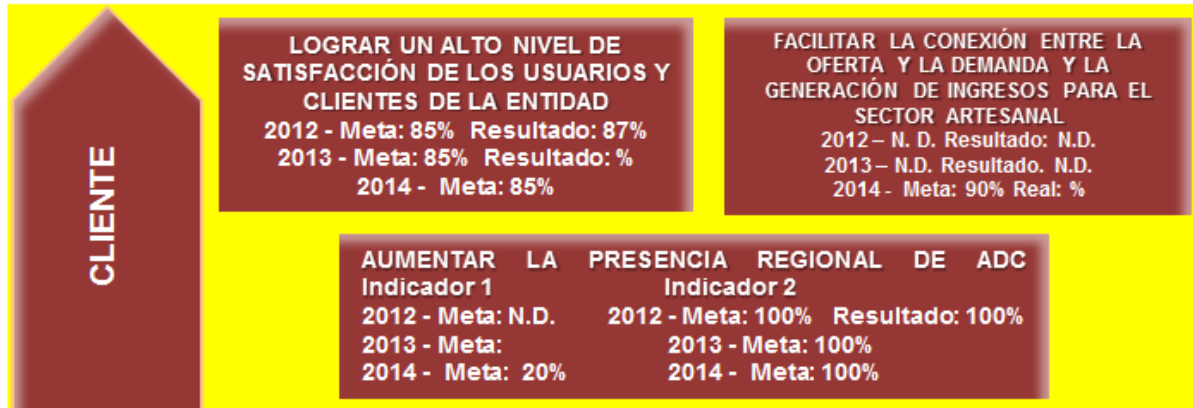 CLIENTE
LOGRAR UN ALTO NIVEL DE
SATISFACCIÓN DE LOS USUARIOS Y
CLIENTES DE LA ENTIDAD
2012 - Meta: 85% Resultado: 87%
2013 - Meta: 85% Resultado: %
2014 - Meta: 85%
FACILITAR LA CONEXIÓN ENTRE LA
OFERTA Y LA DEMANDA Y LA
GENERACIÓN DE INGRESOS PARA EL
SECTOR ARTESANAL
2012 – N. D. Resultado: N.D.
2013 – N.D. Resultado. N.D.
2014 - Meta: 90% Real: %
AUMENTAR LA PRESENCIA REGIONAL DE ADC
Indicador 1 Indicador 2
2012 - Meta: N.D. 2012 - Meta: 100% Resultado: 100%
2013 - Meta: 2013 - Meta: 100%
2014 - Meta: 20% 2014 - Meta: 100%